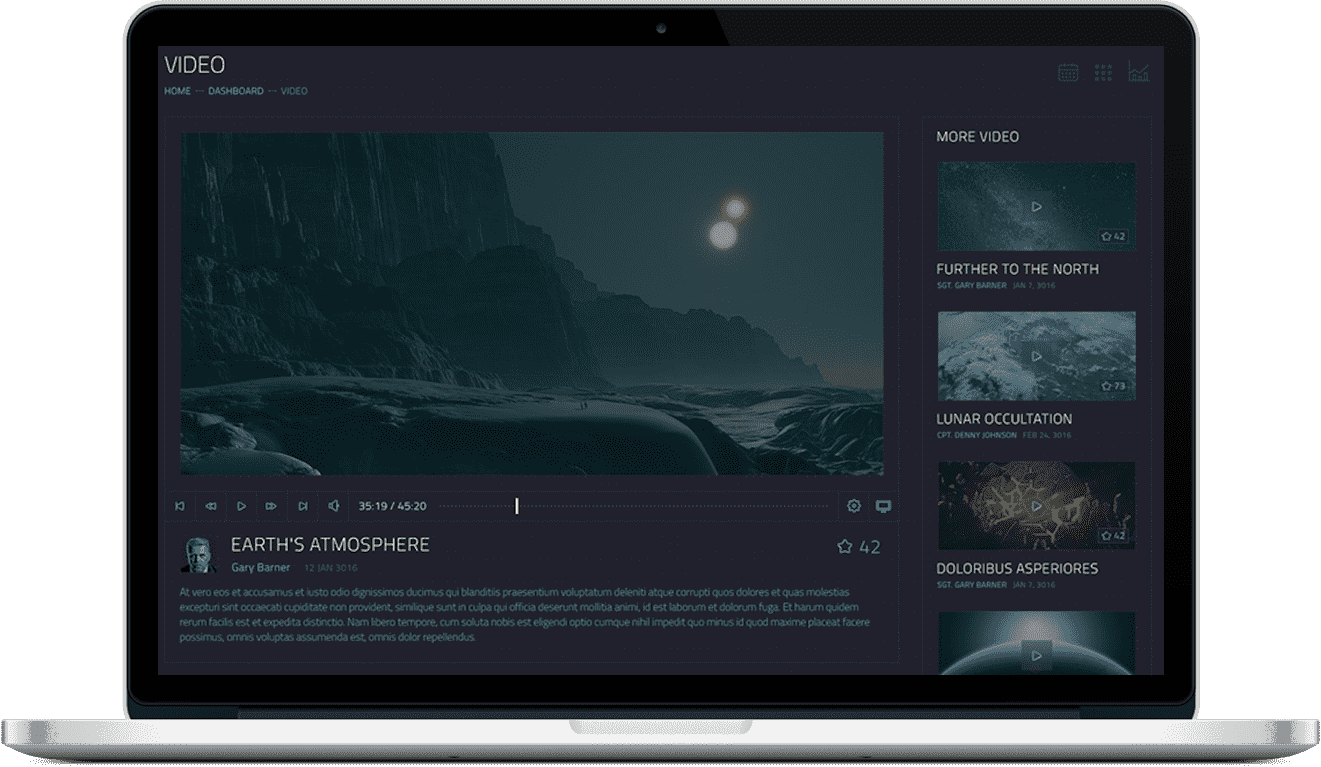 VIDEO
HOME -- DASHBOARD -- VIDEO
35:19 / 45:20
EARTH'S ATMOSPHERE
42
Gary Barner 12 JAN 3016
At vero eos et accusamus et iusto odio dignissimos ducimus qui blanditiis praesentium voluptatum deleniti atque corrupti quos dolores et quas molestias
excepturi sint occaecati cupiditate non provident, similique sunt in culpa qui officia deserunt mollitia animi, id est laborum et dolorum fuga. Et harum quidem
rerum facilis est et expedita distinctio. Nam libero tempore, cum soluta nobis est eligendi optio cumque nihil impedit quo minus id quod maxime placeat facere
possimus, omnis voluptas assumenda est, omnis dolor repellendus.
MORE VIDEO
42
FURTHER TO THE NORTH
SGT. GARY BARNER JAN 7, 3016
73
LUNAR OCCULTATION
CPT. DENNY JOHNSON FEB 24, 3016
42
DOLORIBUS ASPERIORES
SGT. GARY BARNER JAN 7, 3016